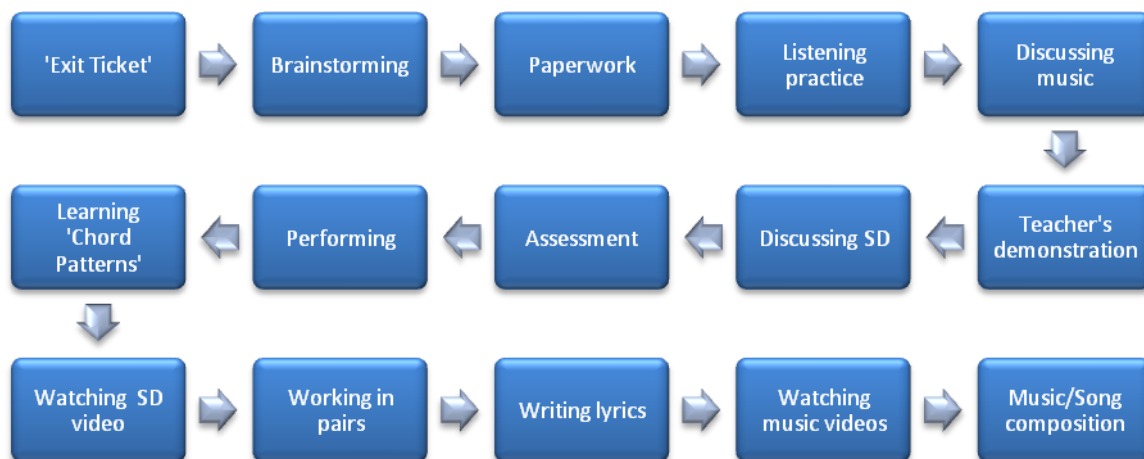 'Exit Ticket'
Brainstorming
Paperwork
Listening
practice
Discussing
music
Teacher's
demonstration
Discussing SD
Assessment
Performing
Learning
'Chord
Patterns'
Watching SD
video
Working in
pairs
Writing lyrics
Watching
music videos
Music/Song
composition